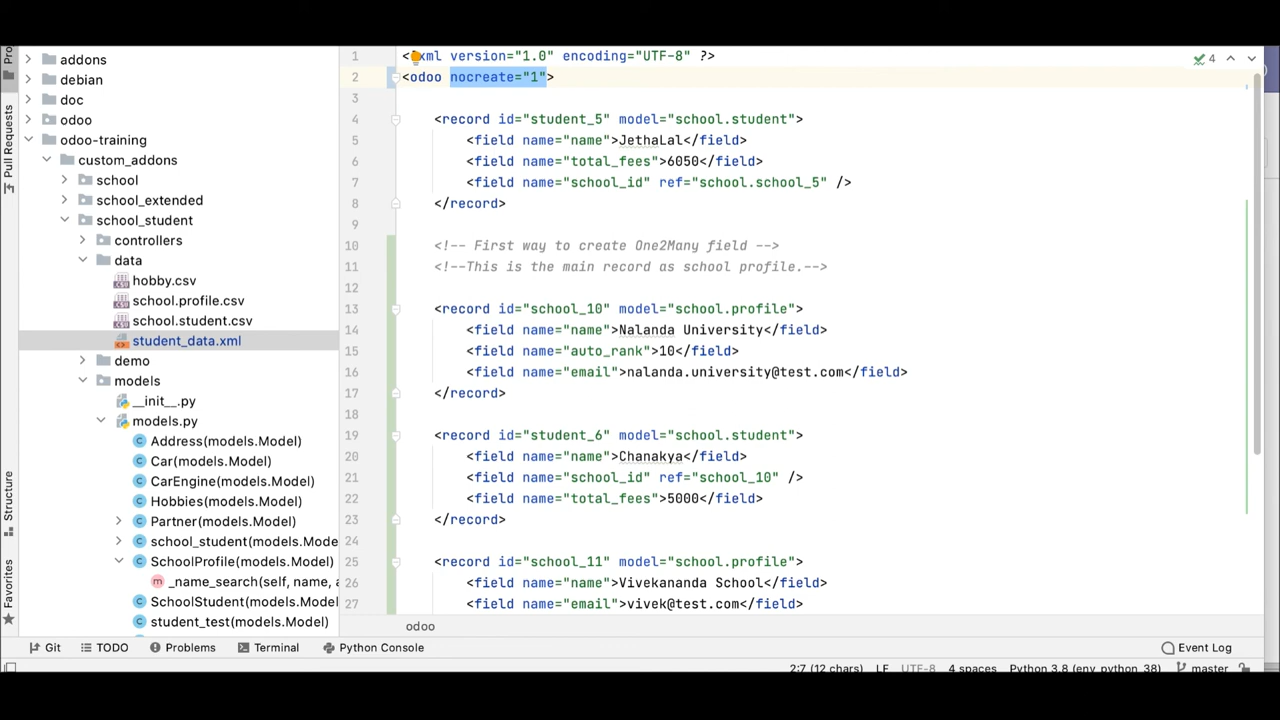 Pro
Pull Requests
Structure
Favorites
addons
debian
doc
odoo
odoo-training
custom_addons
school
school_extended
school_student
controllers
data
hobby.csv
school.profile.csv
school.student.csv
student_data.xml
demo
models
__init__.py
models.py
Address(models.Model)
Car(models.Model)
CarEngine(models.Model)
Hobbies(models.Model)
Partner(models.Model)
school_student(models.Mode
SchoolProfile(models.Model)
_name_search(self, name, a
SchoolStudent(models.Model
student_test(models.Model)
1 <?xml version="1.0" encoding="UTF-8" ?>
2 <odoo nocreate="1">
3
4 <record id="student_5" model="school.student">
5 <field name="name">JethaLal</field>
6 <field name="total_fees">6050</field>
7 <field name="school_id" ref="school.school_5" />
8 </record>
9
10 <!-- First way to create One2Many field -->
11 <!--This is the main record as school profile.-->
12
13 <record id="school_10" model="school.profile">
14 <field name="name">Nalanda University</field>
15 <field name="auto_rank">10</field>
16 <field name="email">nalanda.university@test.com</field>
17 </record>
18
19 <record id="student_6" model="school.student">
20 <field name="name">Chanakya</field>
21 <field name="school_id" ref="school_10" />
22 <field name="total_fees">5000</field>
23 </record>
24
25 <record id="school_11" model="school.profile">
26 <field name="name">Vivekananda School</field>
27 <field name="email">vivek@test.com</field>
4
odoo
Git TODO Problems Terminal Python Console Event Log
2:7 (12 chars) LF UTF-8 4 spaces Python 3.8 (env_python_38) master